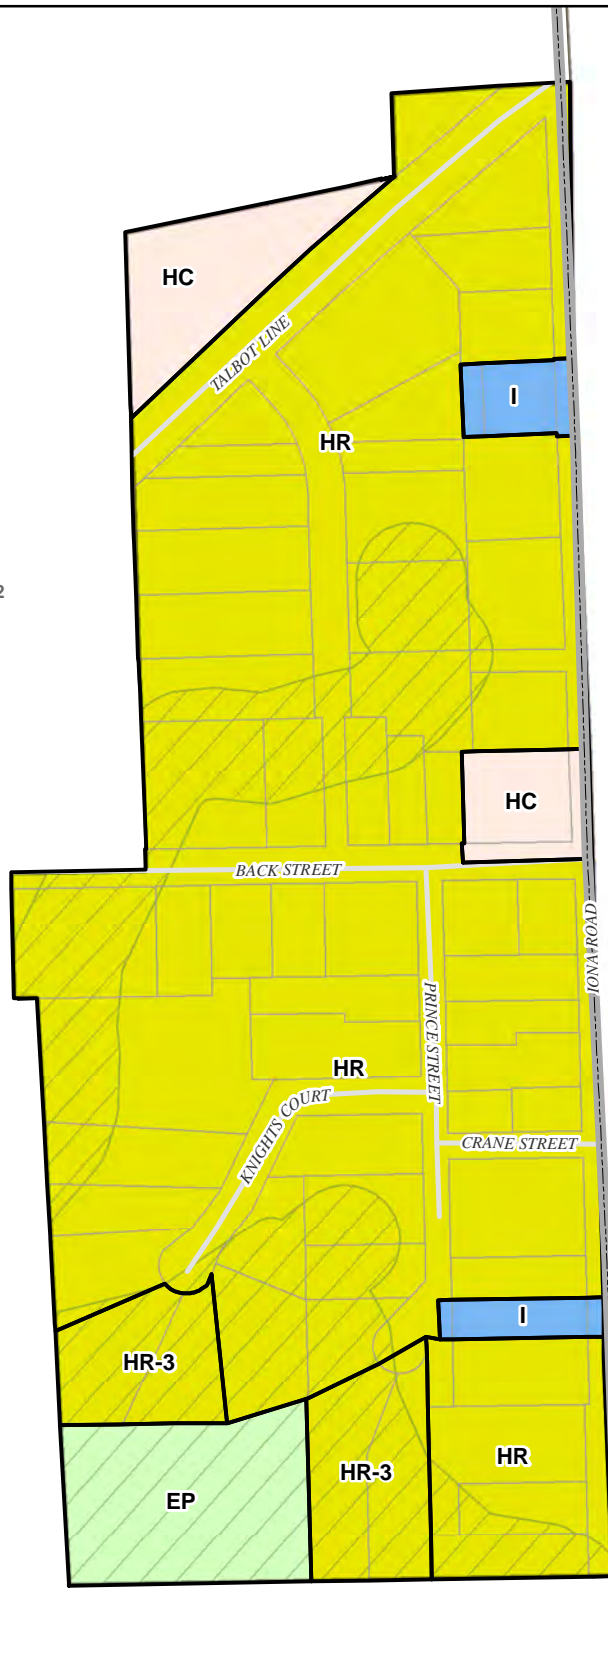 HC
TALBOT LINE
I
HR
2
HC
BACK STREET
IONA ROAD
PRINCE STREET
HR
KNIGHTS COURT
CRANE STREET
I
HR-3
HR
HR-3
EP